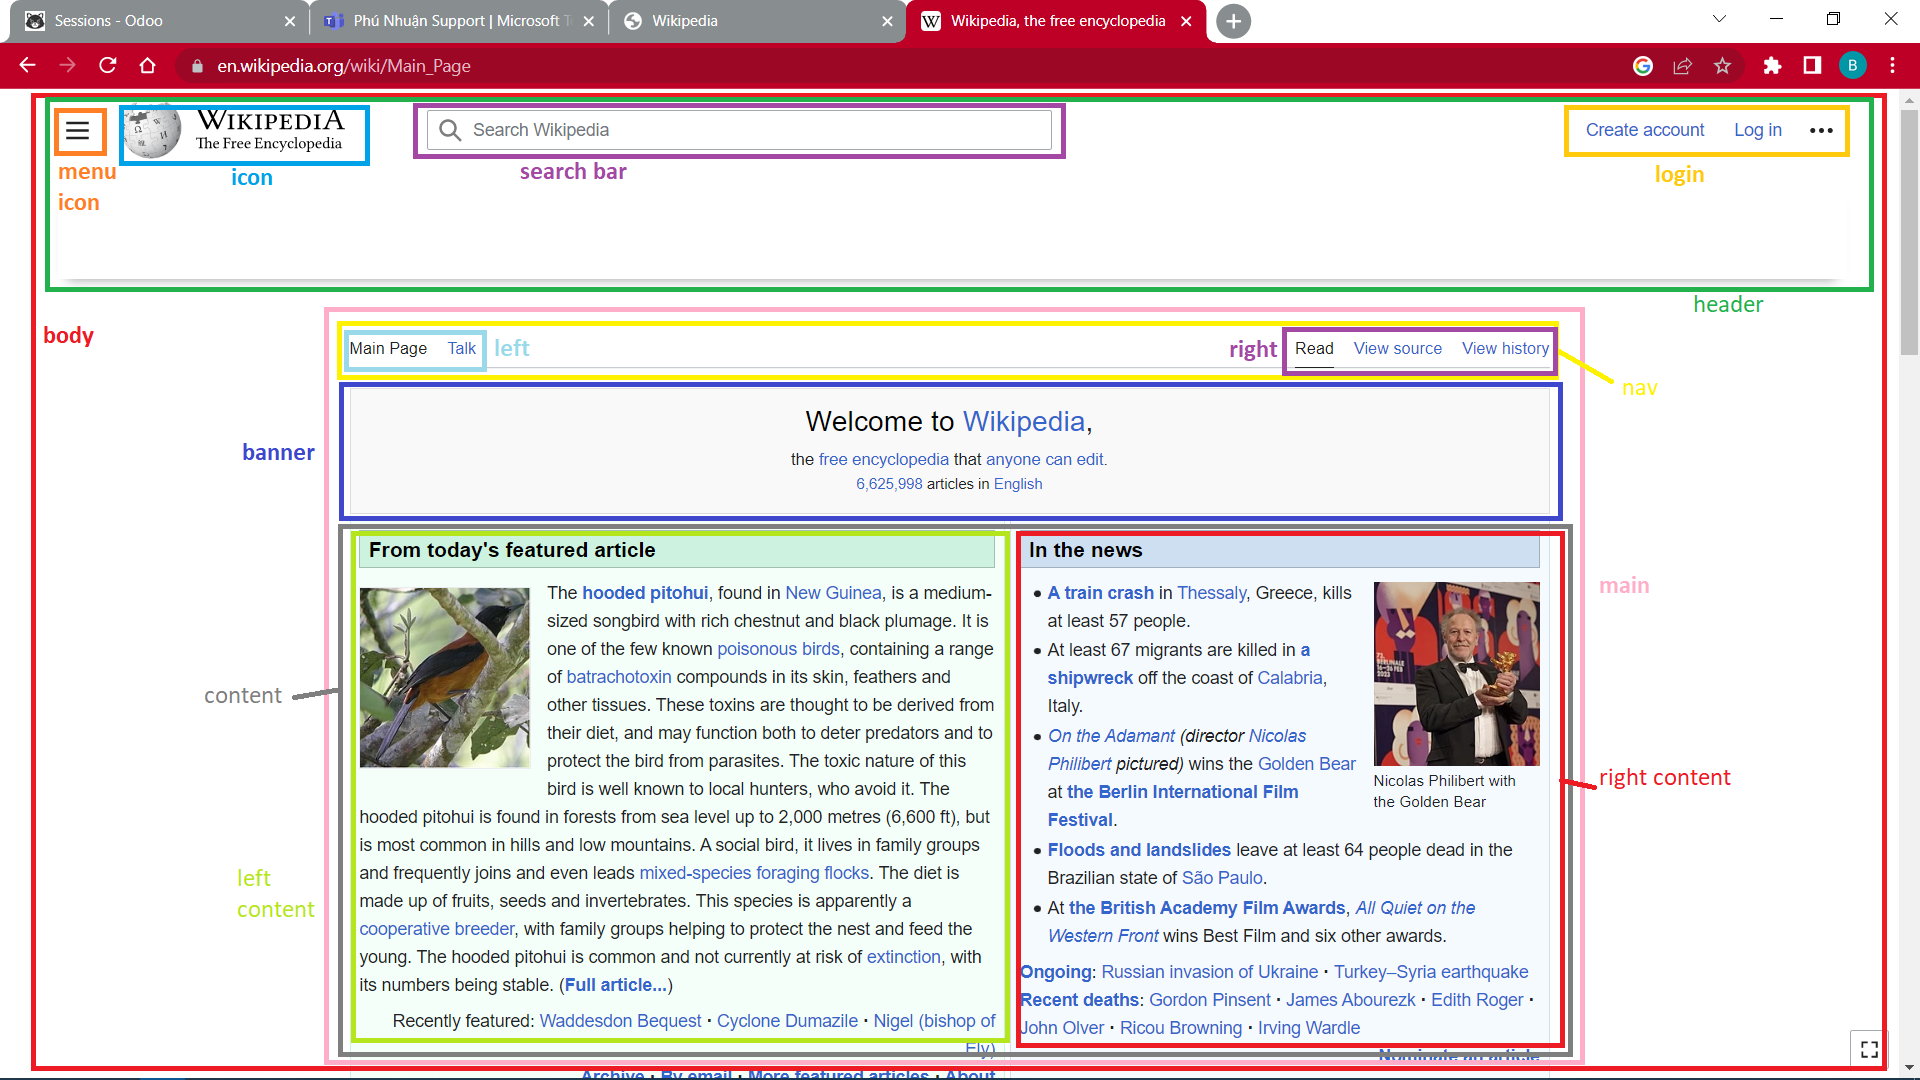 Sessions - Odoo
Phú Nhuận Support | Microsoft T
Wikipedia
Wikipedia, the free encyclopedia
en.wikipedia.org/wiki/Main_Page
B
WIKIPEDIA
The Free Encyclopedia
Search Wikipedia
Create account Log in
menu
icon
icon
search bar
login
header
body
Main Page Talk
left
right
Read View source View history
nav
banner
Welcome to Wikipedia,
the free encyclopedia that anyone can edit.
6,625,998 articles in English
main
content
left
content
right content
From today's featured article
The hooded pitohui, found in New Guinea, is a medium-
sized songbird with rich chestnut and black plumage. It is
one of the few known poisonous birds, containing a range
of batrachotoxin compounds in its skin, feathers and
other tissues. These toxins are thought to be derived from
their diet, and may function both to deter predators and to
protect the bird from parasites. The toxic nature of this
bird is well known to local hunters, who avoid it. The
hooded pitohui is found in forests from sea level up to 2,000 metres (6,600 ft), but
is most common in hills and low mountains. A social bird, it lives in family groups
and frequently joins and even leads mixed-species foraging flocks. The diet is
made up of fruits, seeds and invertebrates. This species is apparently a
cooperative breeder, with family groups helping to protect the nest and feed the
young. The hooded pitohui is common and not currently at risk of extinction, with
its numbers being stable. (Full article...)
Recently featured: Waddesdon Bequest · Cyclone Dumazile · Nigel (bishop of
Ely)
Archive · By email · More featured articles · About
In the news
• A train crash in Thessaly, Greece, kills
at least 57 people.
• At least 67 migrants are killed in a
shipwreck off the coast of Calabria,
Italy.
• On the Adamant (director Nicolas
Philibert pictured) wins the Golden Bear
at the Berlin International Film
Festival.
Nicolas Philibert with
the Golden Bear
• Floods and landslides leave at least 64 people dead in the
Brazilian state of São Paulo.
• At the British Academy Film Awards, All Quiet on the
Western Front wins Best Film and six other awards.
Ongoing: Russian invasion of Ukraine · Turkey–Syria earthquake
Recent deaths: Gordon Pinsent · James Abourezk · Edith Roger ·
John Olver · Ricou Browning · Irving Wardle
Nominate an article